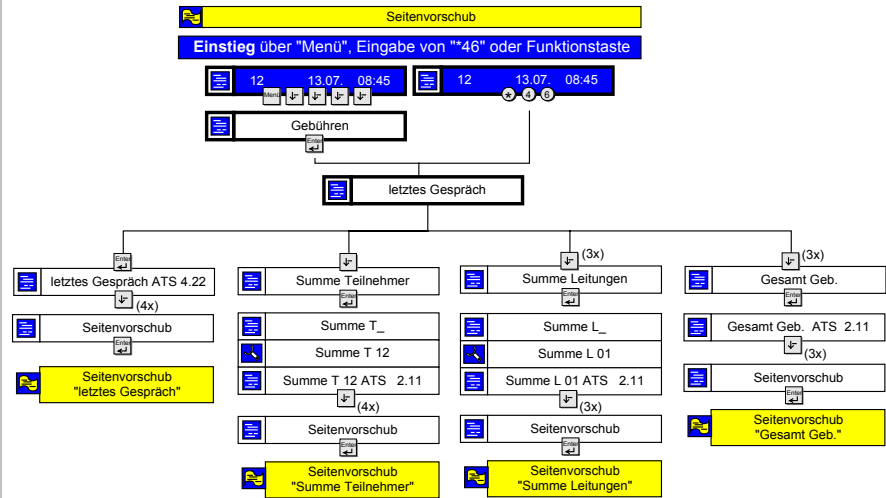 Seitenvorschub
Einstieg über "Menü", Eingabe von "*46" oder Funktionstaste
12 13.07. 08:45
Menü
12 13.07. 08:45
* 4 6
Gebühren
Enter
letztes Gespräch
Enter
letztes Gespräch ATS 4.22
(4x)
Seitenvorschub
Enter
Seitenvorschub
"letztes Gespräch"
Summe Teilnehmer
Enter
Summe T_
Summe T 12
Summe T 12 ATS 2.11
(4x)
Seitenvorschub
Enter
Seitenvorschub
"Summe Teilnehmer"
(3x)
Summe Leitungen
Enter
Summe L_
Summe L 01
Summe L 01 ATS 2.11
(3x)
Seitenvorschub
Enter
Seitenvorschub
"Summe Leitungen"
(3x)
Gesamt Geb.
Enter
Gesamt Geb. ATS 2.11
(3x)
Seitenvorschub
Enter
Seitenvorschub
"Gesamt Geb."